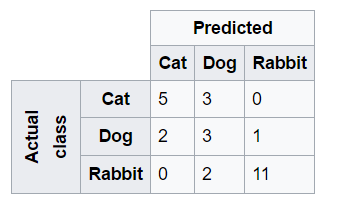 Predicted
Cat Dog Rabbit
Actual class
Cat 5 3 0
Dog 2 3 1
Rabbit 0 2 11